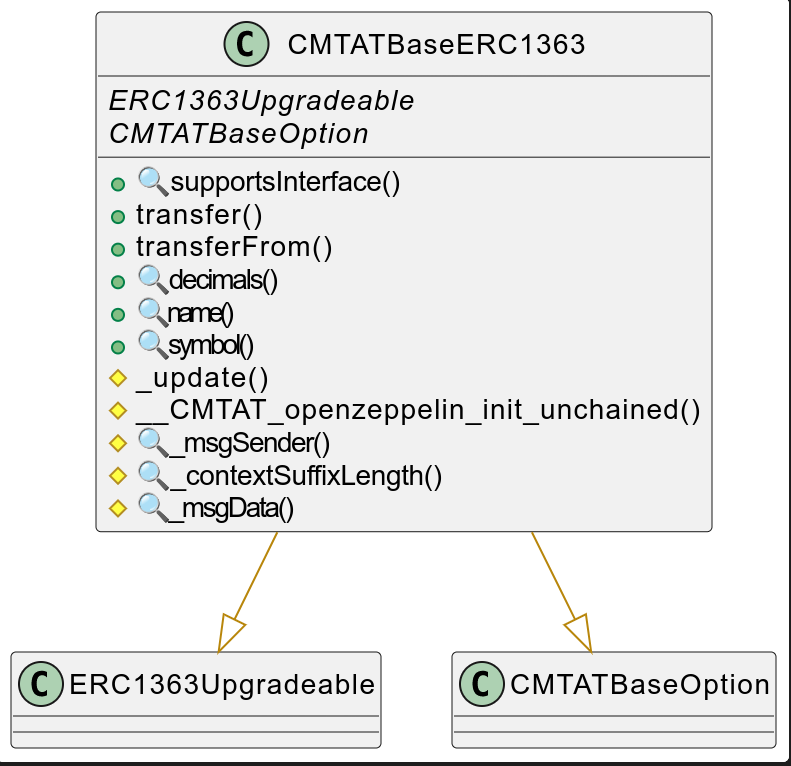 C CMTATBaseERC1363
ERC1363Upgradeable
CMTATBaseOption
🔍supportsInterface()
transfer()
transferFrom()
🔍decimals()
🔍name()
🔍symbol()
_update()
__CMTAT_openzeppelin_init_unchained()
🔍_msgSender()
🔍_contextSuffixLength()
🔍_msgData()
C ERC1363Upgradeable
C CMTATBaseOption